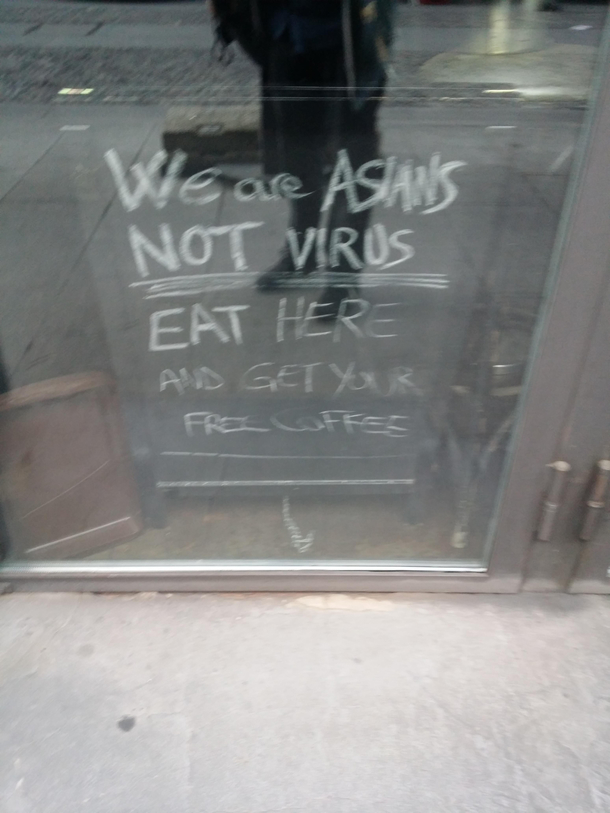 We are ASIANS
NOT VIRUS
EAT HERE
AND GET YOUR
FREE COFFEE